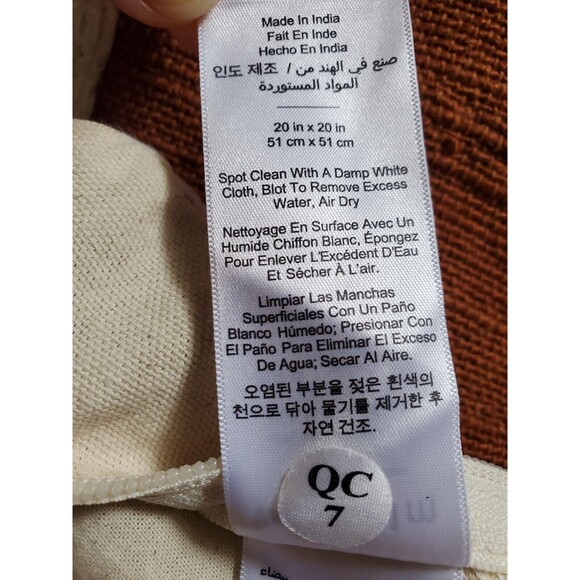 Made In India
Fait En Inde
Hecho En India
인도 제조 / صنع في الهند من
المواد المستوردة
20 in x 20 in
51 cm x 51 cm
Spot Clean With A Damp White
Cloth, Blot To Remove Excess
Water, Air Dry
Nettoyage En Surface Avec Un
Humide Chiffon Blanc, Épongez
Pour Enlever L'Excédent D'Eau
Et Sécher À L'air.
Limpiar Las Manchas
Superficiales Con Un Paño
Blanco Húmedo; Presionar Con
El Paño Para Eliminar El Exceso
De Agua; Secar Al Aire.
오염된 부분을 젖은 흰색의
천으로 닦아 물기를 제거한 후
자연 건조.
QC
7